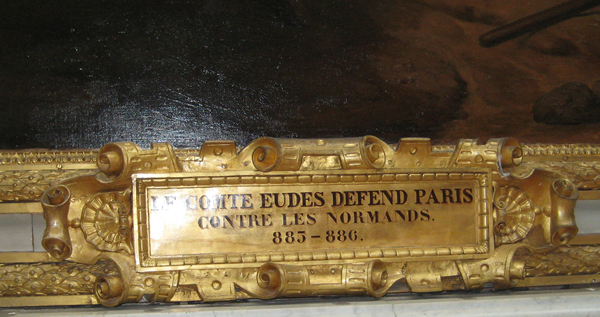 LE COMTE EUDES DEFEND PARIS
CONTRE LES NORMANDS.
885-886.